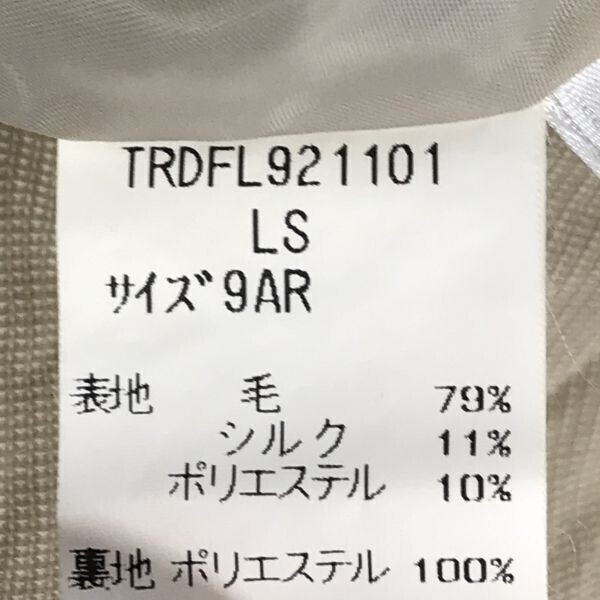 TRDFL921101
LS
サイズ 9AR
表地 毛 79%
シルク 11%
ポリエステル 10%
裏地 ポリエステル 100%